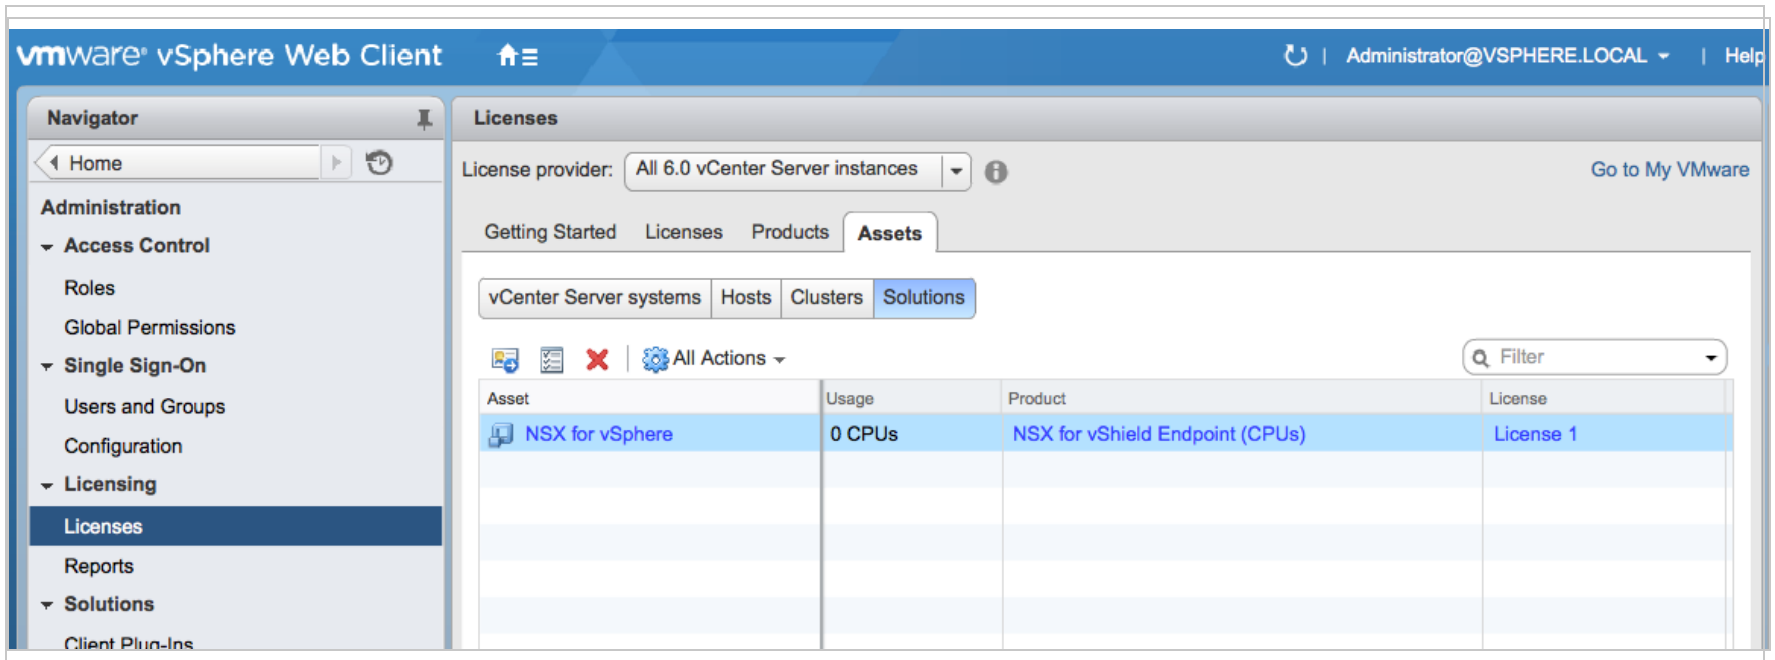 vmware® vSphere Web Client
Administrator@VSPHERE.LOCAL | Help
Navigator
Home
Administration
Access Control
Roles
Global Permissions
Single Sign-On
Users and Groups
Configuration
Licensing
Licenses
Reports
Solutions
Client Plug-Ins
Licenses
License provider: All 6.0 vCenter Server instances
Go to My VMware
Getting Started Licenses Products Assets
vCenter Server systems Hosts Clusters Solutions
All Actions
Filter
Asset Usage Product License
NSX for vSphere 0 CPUs NSX for vShield Endpoint (CPUs) License 1